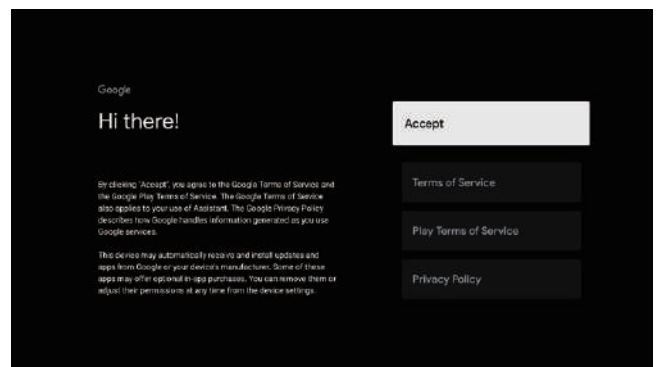 Google
Hi there!
By clicking "Accept", you agree to the Google Terms of Service and
the Google Play Terms of Service. The Google Terms of Service
also applies to your use of Assistant. The Google Privacy Policy
describes how Google handles information generated as you use
Google services.
This device may automatically receive and install updates and
apps from Google or your device's manufacturer. Some of these
apps may offer optional in-app purchases. You can remove them or
adjust their permissions at any time from the device settings.
Accept
Terms of Service
Play Terms of Service
Privacy Policy